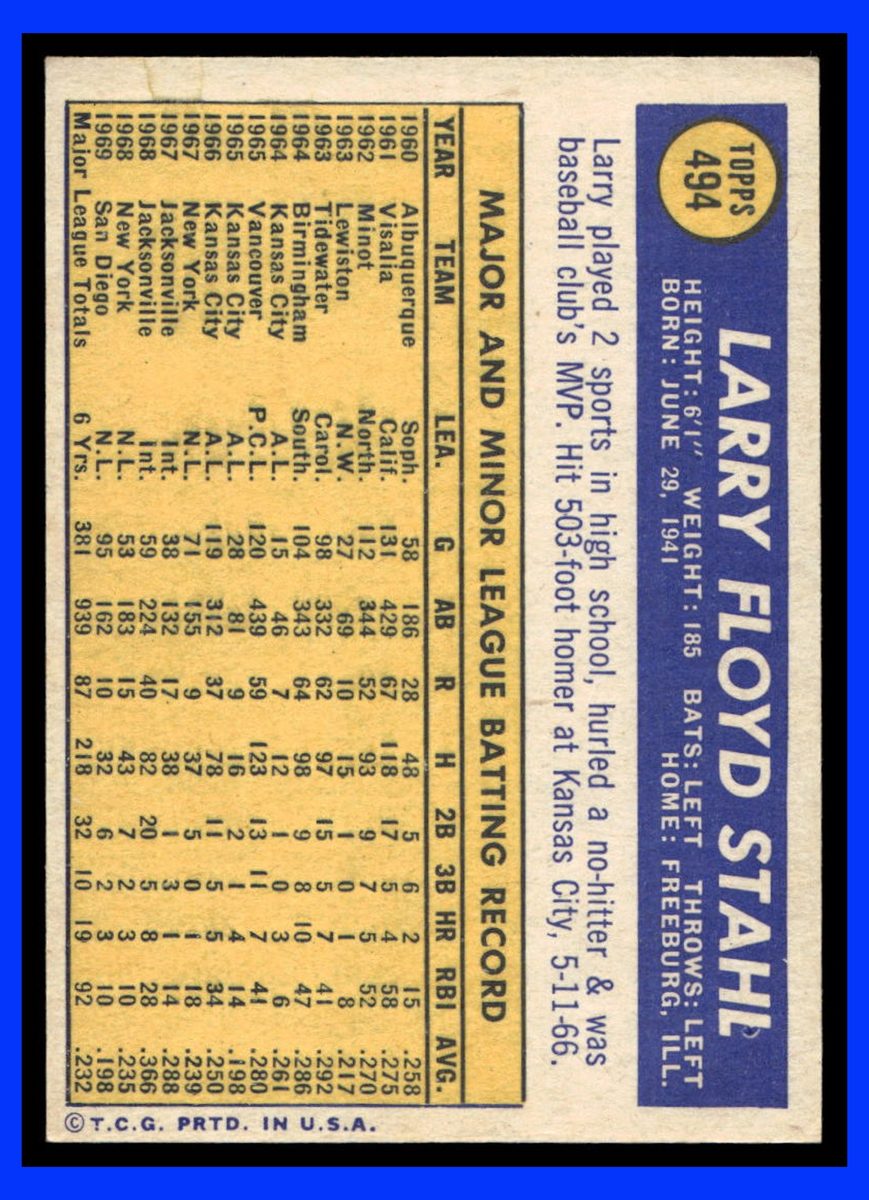 TOPPS
494
LARRY FLOYD STAHL
HEIGHT: 6'1" WEIGHT: 185 BATS: LEFT THROWS: LEFT
BORN: JUNE 29, 1941 HOME: FREEBURG, ILL.
Larry played 2 sports in high school, hurled a no-hitter & was
baseball club's MVP. Hit 503-foot homer at Kansas City, 5-11-66.
MAJOR AND MINOR LEAGUE BATTING RECORD
YEAR TEAM LEA. G AB R H 2B 3B HR RBI AVG.
1960 Albuquerque Soph. 58 186 28 48 5 6 2 15 .258
1961 Visalia Calif. 131 429 67 118 17 5 4 58 .275
1962 Minot North. 112 344 52 93 9 7 5 52 .270
1963 Lewiston N.W. 27 69 10 15 1 0 1 8 .217
1963 Tidewater Carol. 98 332 62 97 15 5 7 41 .292
1964 Birmingham South. 104 343 64 98 9 8 10 47 .286
1964 Kansas City A.L. 15 46 7 12 1 0 3 6 .261
1965 Vancouver P.C.L. 120 439 59 123 13 11 7 41 .280
1965 Kansas City A.L. 28 81 9 16 2 1 4 14 .198
1966 Kansas City A.L. 119 312 37 78 11 5 5 34 .250
1967 New York N.L. 71 155 9 37 5 0 1 18 .239
1967 Jacksonville Int. 38 132 17 38 1 3 1 14 .288
1968 Jacksonville Int. 59 224 40 82 20 5 8 28 .366
1968 New York N.L. 53 183 15 43 7 2 3 10 .235
1969 San Diego N.L. 95 162 10 32 6 2 3 10 .198
Major League Totals 6 Yrs. 381 939 87 218 32 10 19 92 .232
© T.C.G. PRTD. IN U.S.A.